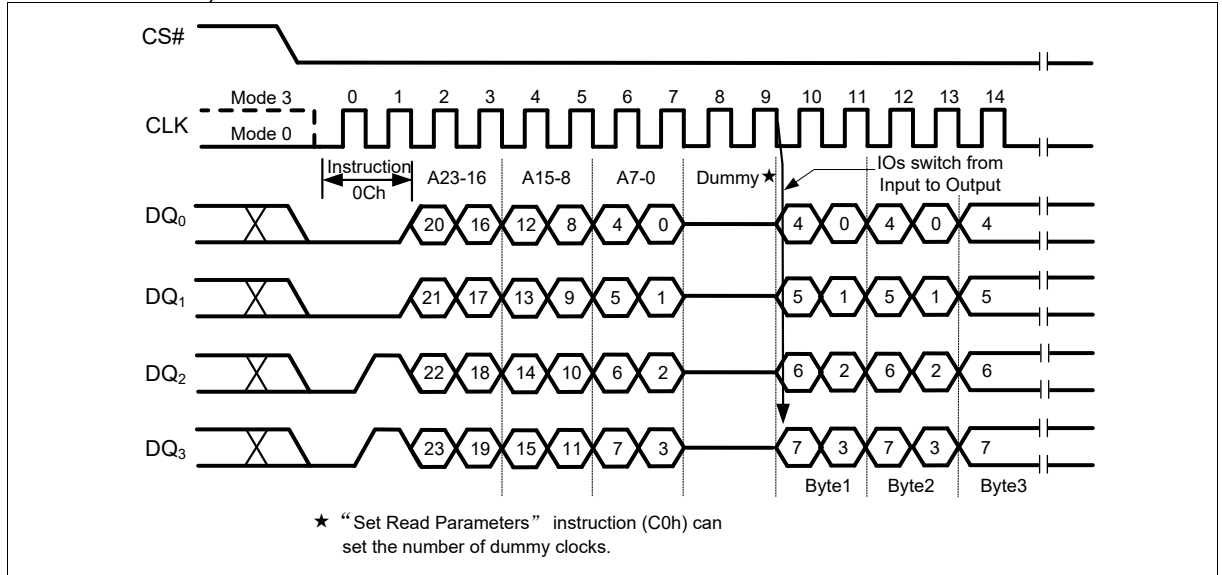 CS#
Mode 3
0 1 2 3 4 5 6 7 8 9 10 11 12 13 14
CLK
Mode 0
Instruction
0Ch
A23-16 A15-8 A7-0 Dummy★
IOs switch from
Input to Output
DQ0 20 16 12 8 4 0 4 0 4 0 4
DQ1 21 17 13 9 5 1 5 1 5 1 5
DQ2 22 18 14 10 6 2 6 2 6 2 6
DQ3 23 19 15 11 7 3 7 3 7 3 7
Byte1 Byte2 Byte3
★ “Set Read Parameters” instruction (C0h) can
set the number of dummy clocks.